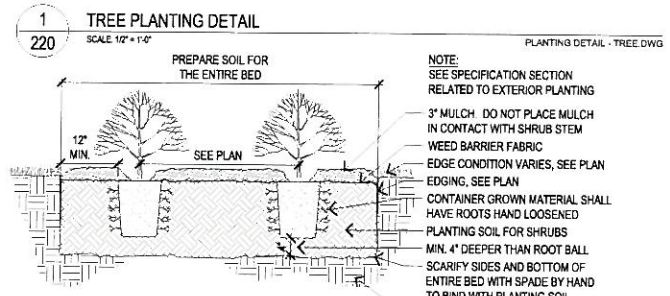 1
220
TREE PLANTING DETAIL
SCALE 1/2" = 1'-0"
PLANTING DETAIL - TREE.DWG
PREPARE SOIL FOR
THE ENTIRE BED
12"
MIN.
SEE PLAN
NOTE:
SEE SPECIFICATION SECTION
RELATED TO EXTERIOR PLANTING
3" MULCH. DO NOT PLACE MULCH
IN CONTACT WITH SHRUB STEM
WEED BARRIER FABRIC
EDGE CONDITION VARIES, SEE PLAN
EDGING, SEE PLAN
CONTAINER GROWN MATERIAL SHALL
HAVE ROOTS HAND LOOSENED
PLANTING SOIL FOR SHRUBS
MIN. 4" DEEPER THAN ROOT BALL
SCARIFY SIDES AND BOTTOM OF
ENTIRE BED WITH SPADE BY HAND
TO BIND WITH PLANTING SOIL